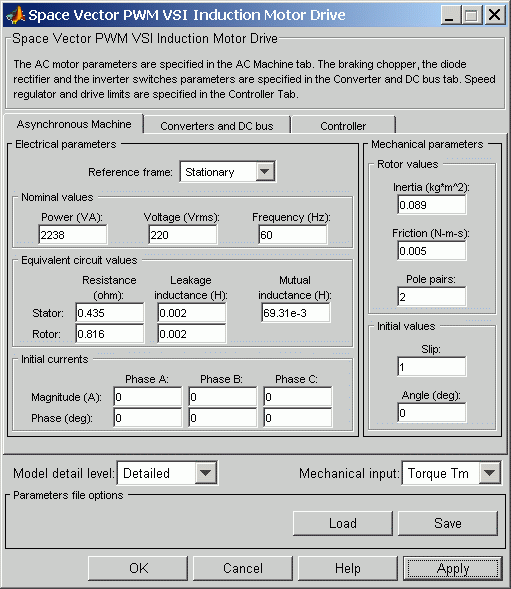 Space Vector PWM VSI Induction Motor Drive
Space Vector PWM VSI Induction Motor Drive
The AC motor parameters are specified in the AC Machine tab. The braking chopper, the diode
rectifier and the inverter switches parameters are specified in the Converter and DC bus tab. Speed
regulator and drive limits are specified in the Controller Tab.
Asynchronous Machine Converters and DC bus Controller
Electrical parameters
Reference frame: Stationary
Nominal values
Power (VA): Voltage (Vrms): Frequency (Hz):
2238 220 60
Equivalent circuit values
Resistance Leakage Mutual
(ohm): inductance (H): inductance (H):
Stator: 0.435 0.002 69.31e-3
Rotor: 0.816 0.002
Initial currents
Phase A: Phase B: Phase C:
Magnitude (A): 0 0 0
Phase (deg): 0 0 0
Mechanical parameters
Rotor values
Inertia (kg*m^2):
0.089
Friction (N-m-s):
0.005
Pole pairs:
2
Initial values
Slip:
1
Angle (deg):
0
Model detail level: Detailed Mechanical input: Torque Tm
Parameters file options
Load Save
OK Cancel Help Apply